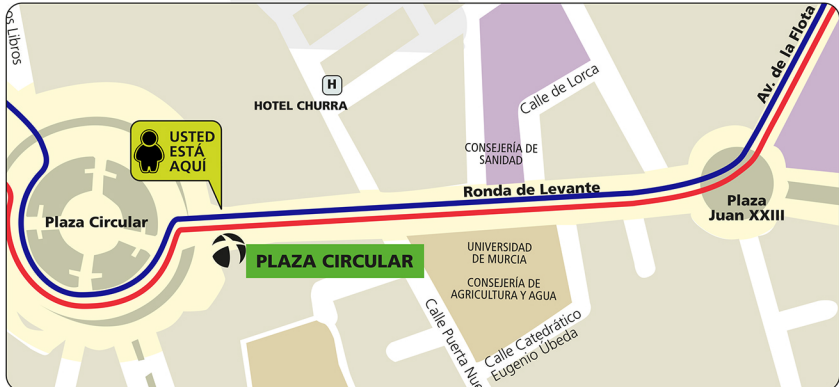 os Libros
H
HOTEL CHURRA
USTED
ESTÁ
AQUÍ
Plaza Circular
PLAZA CIRCULAR
Calle de Lorca
CONSEJERÍA DE
SANIDAD
Ronda de Levante
Av. de la Flota
Plaza
Juan XXIII
UNIVERSIDAD
DE MURCIA
CONSEJERÍA DE
AGRICULTURA Y AGUA
Calle Puerta Nue
Calle Catedrático
Eugenio Úbeda